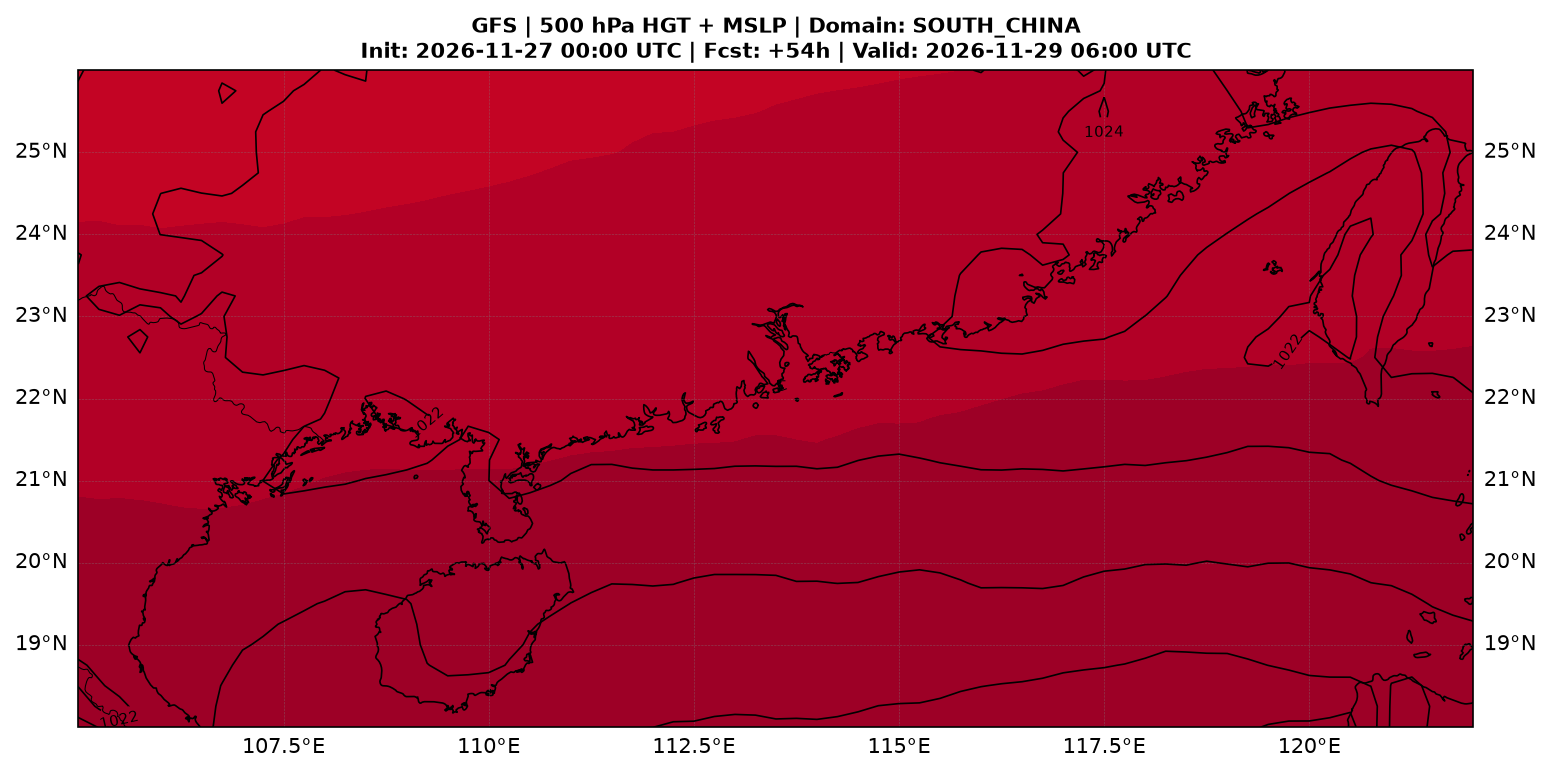 GFS | 500 hPa HGT + MSLP | Domain: SOUTH_CHINA
Init: 2026-11-27 00:00 UTC | Fcst: +54h | Valid: 2026-11-29 06:00 UTC
1024
25°N 25°N
24°N 24°N
23°N 23°N
1022
22°N 22°N
1022
21°N 21°N
20°N 20°N
19°N 19°N
1022
107.5°E 110°E 112.5°E 115°E 117.5°E 120°E